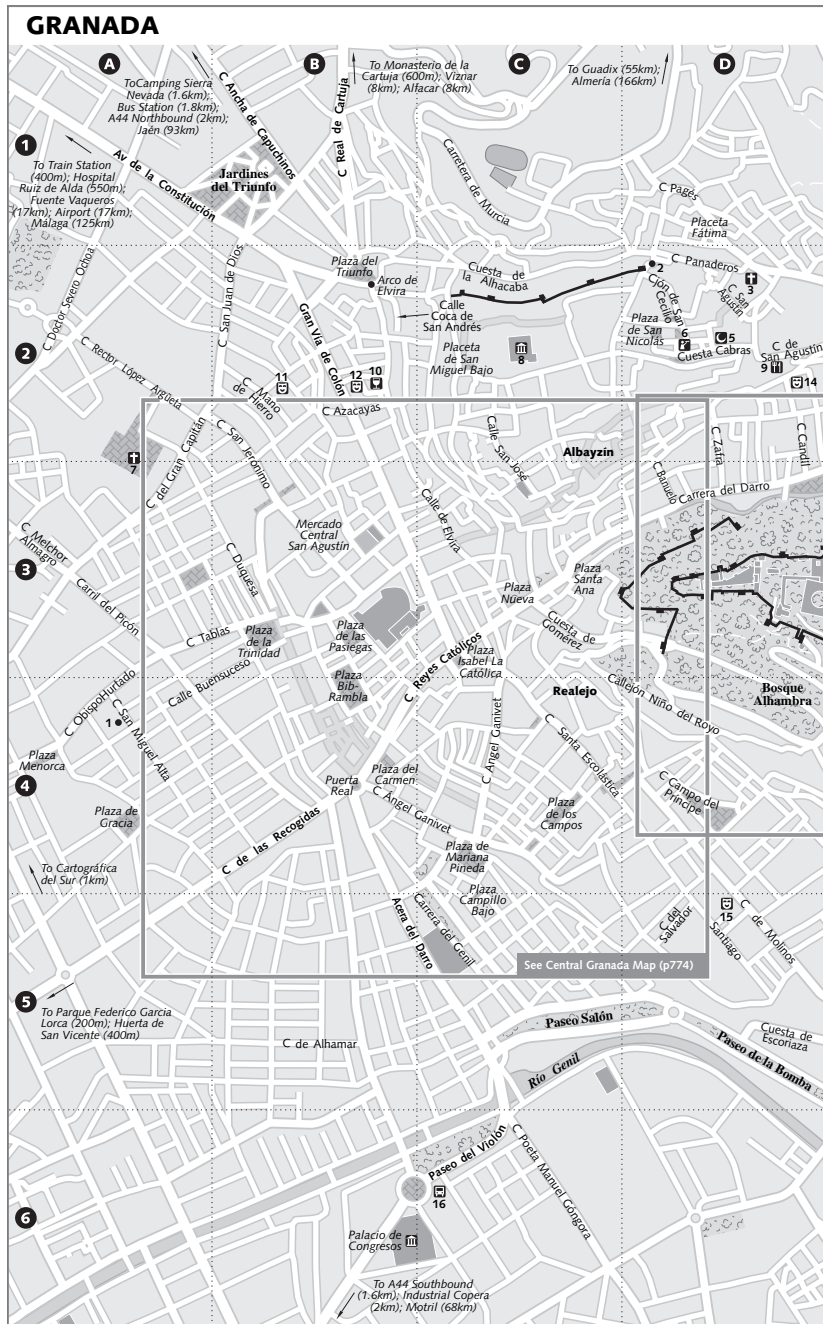 GRANADA
A
B
C
D
ToCamping Sierra
Nevada (1.6km);
Bus Station (1.8km);
A44 Northbound (2km);
Jaén (93km)
C Ancha de Capuchinos
C Real de Cartuja
To Monasterio de la
Cartuja (600m); Víznar
(8km); Alfacar (8km)
To Guadix (55km);
Almería (166km)
1
To Train Station
(400m); Hospital
Ruiz de Alda (550m);
Fuente Vaqueros
(17km); Airport (17km);
Málaga (125km)
Av de la Constitución
Jardines
del Triunfo
Carretera de Murcia
C Pagés
Placeta
Fátima
C Doctor Severo Ochoa
C San Juan de Dios
Plaza del
Triunfo
Arco de
Elvira
Cuesta de
la Alhacaba
2
C Panaderos
3
C San
Agustín
Cjón de San
Cecilio
Calle
Coca de
San Andrés
Gran Vía de Colón
Plaza
de San
Nicolás
6
5
Cuesta Cabras
C de
San Agustín
9
14
2
C Rector López Argüeta
Placeta
de San
Miguel Bajo
8
11
12
10
C Mano
de Hierro
C Azacayas
7
C del Gran Capitán
C San Jerónimo
Calle San José
Albayzín
C Zafra
C Candil
C Bañuelo
Carrera del Darro
Calle de Elvira
Mercado
Central
San Agustín
C Melchor
Almagro
3
C Duquesa
Carril del Picón
Plaza
Nueva
Plaza
Santa
Ana
Cuesta de
Gomérez
C Tablas
Plaza
de la
Trinidad
Plaza
de las
Pasiegas
C Reyes Católicos
Plaza
Isabel La
Católica
Calle Buensuceso
Plaza
Bib-
Rambla
Realejo
Callejón Niño del Royo
Bosque
Alhambra
C ObispoHurtado
1
C San Miguel Alta
Plaza
Menorca
C Angel Ganivet
C Santa Escolástica
4
Plaza de
Gracia
Puerta
Real
Plaza del
Carmen
C Ángel Ganivet
Plaza
de los
Campos
C Campo del
Príncipe
C de las Recogidas
Plaza de
Mariana
Pineda
To Cartográfica
del Sur (1km)
Plaza
Campillo
Bajo
Acera del Darro
Carrera del Genil
C del
Salvador
15
Santiago
C de Molinos
See Central Granada Map (p774)
5
To Parque Federico García
Lorca (200m); Huerta de
San Vicente (400m)
C de Alhamar
Paseo Salón
Cuesta de
Escoriaza
Paseo de la Bomba
Río Genil
Paseo del Violón
C Poeta Manuel Góngora
16
6
Palacio de
Congresos
To A44 Southbound
(1.6km); Industrial Copera
(2km); Motril (68km)